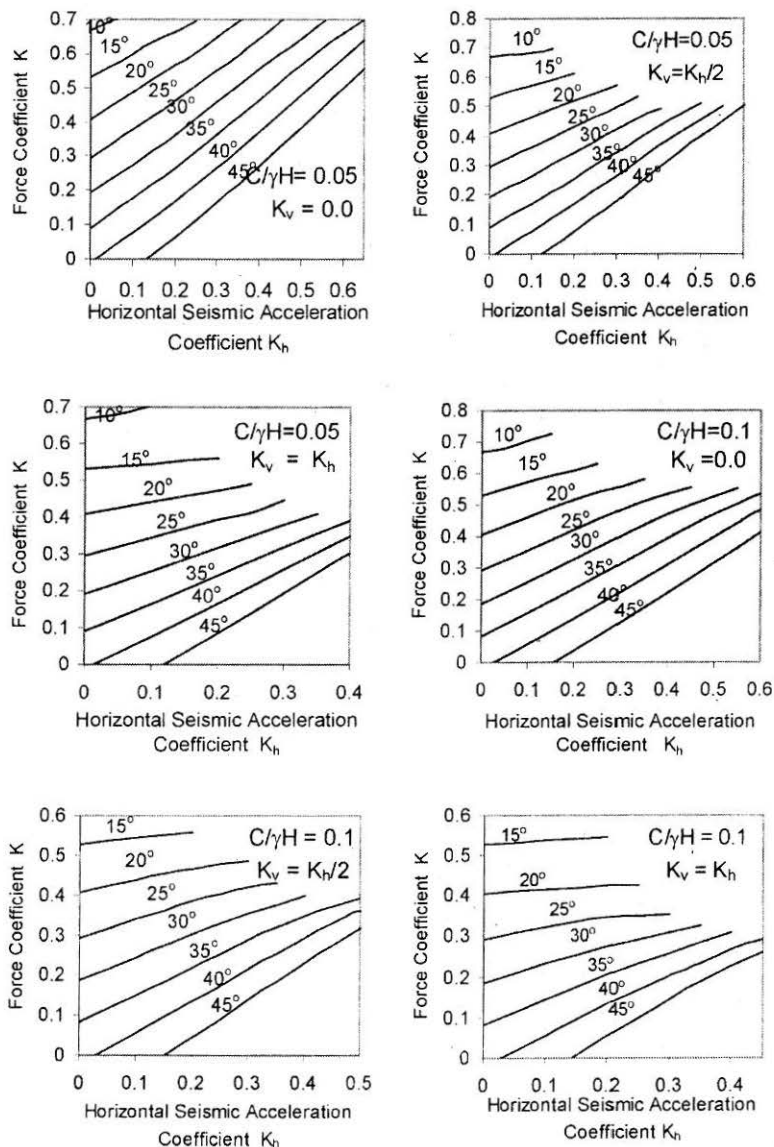 Force Coefficient K
0.7
0.6
0.5
0.4
0.3
0.2
0.1
0
10°
15°
20°
25°
30°
35°
40°
45°
C/γH= 0.05
Kᵥ = 0.0
0 0.1 0.2 0.3 0.4 0.5 0.6
Horizontal Seismic Acceleration
Coefficient Kₕ
Force Coefficient K
0.8
0.7
0.6
0.5
0.4
0.3
0.2
0.1
0
10°
15°
20°
25°
30°
35°
40°
45°
C/γH=0.05
Kᵥ=Kₕ/2
0 0.1 0.2 0.3 0.4 0.5 0.6
Horizontal Seismic Acceleration
Coefficient Kₕ
Force Coefficient K
0.7
0.6
0.5
0.4
0.3
0.2
0.1
0
10°
15°
20°
25°
30°
35°
40°
45°
C/γH=0.05
Kᵥ = Kₕ
0 0.1 0.2 0.3 0.4
Horizontal Seismic Acceleration
Coefficient Kₕ
Force Coefficient K
0.8
0.7
0.6
0.5
0.4
0.3
0.2
0.1
0
10°
15°
20°
25°
30°
35°
40°
45°
C/γH=0.1
Kᵥ=0.0
0 0.1 0.2 0.3 0.4 0.5 0.6
Horizontal Seismic Acceleration
Coefficient Kₕ
Force Coefficient K
0.6
0.5
0.4
0.3
0.2
0.1
0
15°
20°
25°
30°
35°
40°
45°
C/γH = 0.1
Kᵥ = Kₕ/2
0.0 0.1 0.2 0.3 0.4 0.5
Horizontal Seismic Acceleration
Coefficient Kₕ
Force Coefficient K
0.6
0.5
0.4
0.3
0.2
0.1
0
15°
20°
25°
30°
35°
40°
45°
C/γH = 0.1
Kᵥ = Kₕ
0.0 0.2 0.4
Horizontal Seismic Acceleration
Coefficient Kₕ